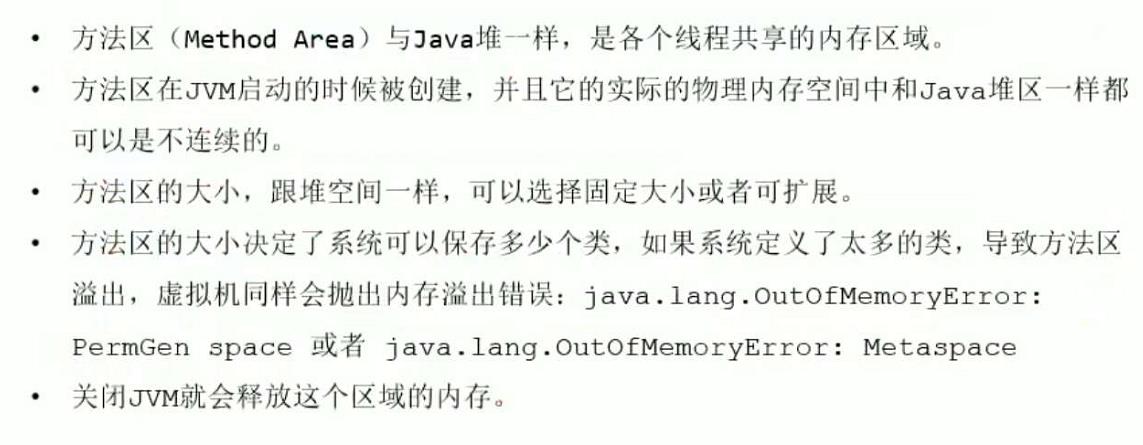 • 方法区（Method Area）与Java堆一样，是各个线程共享的内存区域。
• 方法区在JVM启动的时候被创建，并且它的实际的物理内存空间中和Java堆区一样都
可以是不连续的。
• 方法区的大小，跟堆空间一样，可以选择固定大小或者可扩展。
• 方法区的大小决定了系统可以保存多少个类，如果系统定义了太多的类，导致方法区
溢出，虚拟机同样会抛出内存溢出错误：java.lang.OutOfMemoryError:
PermGen space 或者 java.lang.OutOfMemoryError: Metaspace
• 关闭JVM就会释放这个区域的内存。